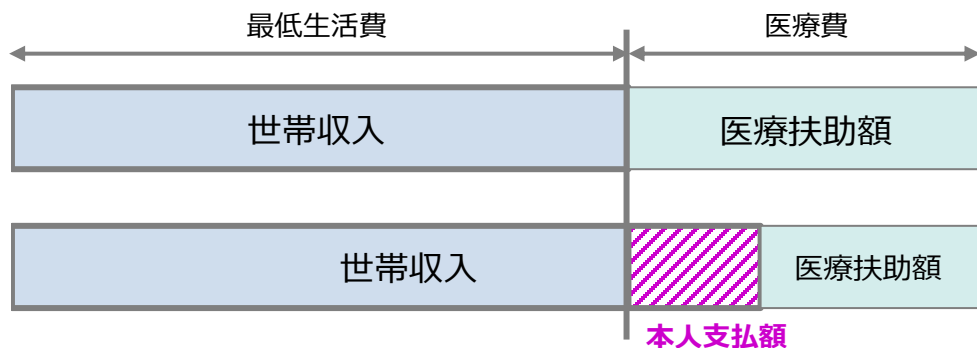 最低生活費
医療費
世帯収入
医療扶助額
世帯収入
医療扶助額
本人支払額